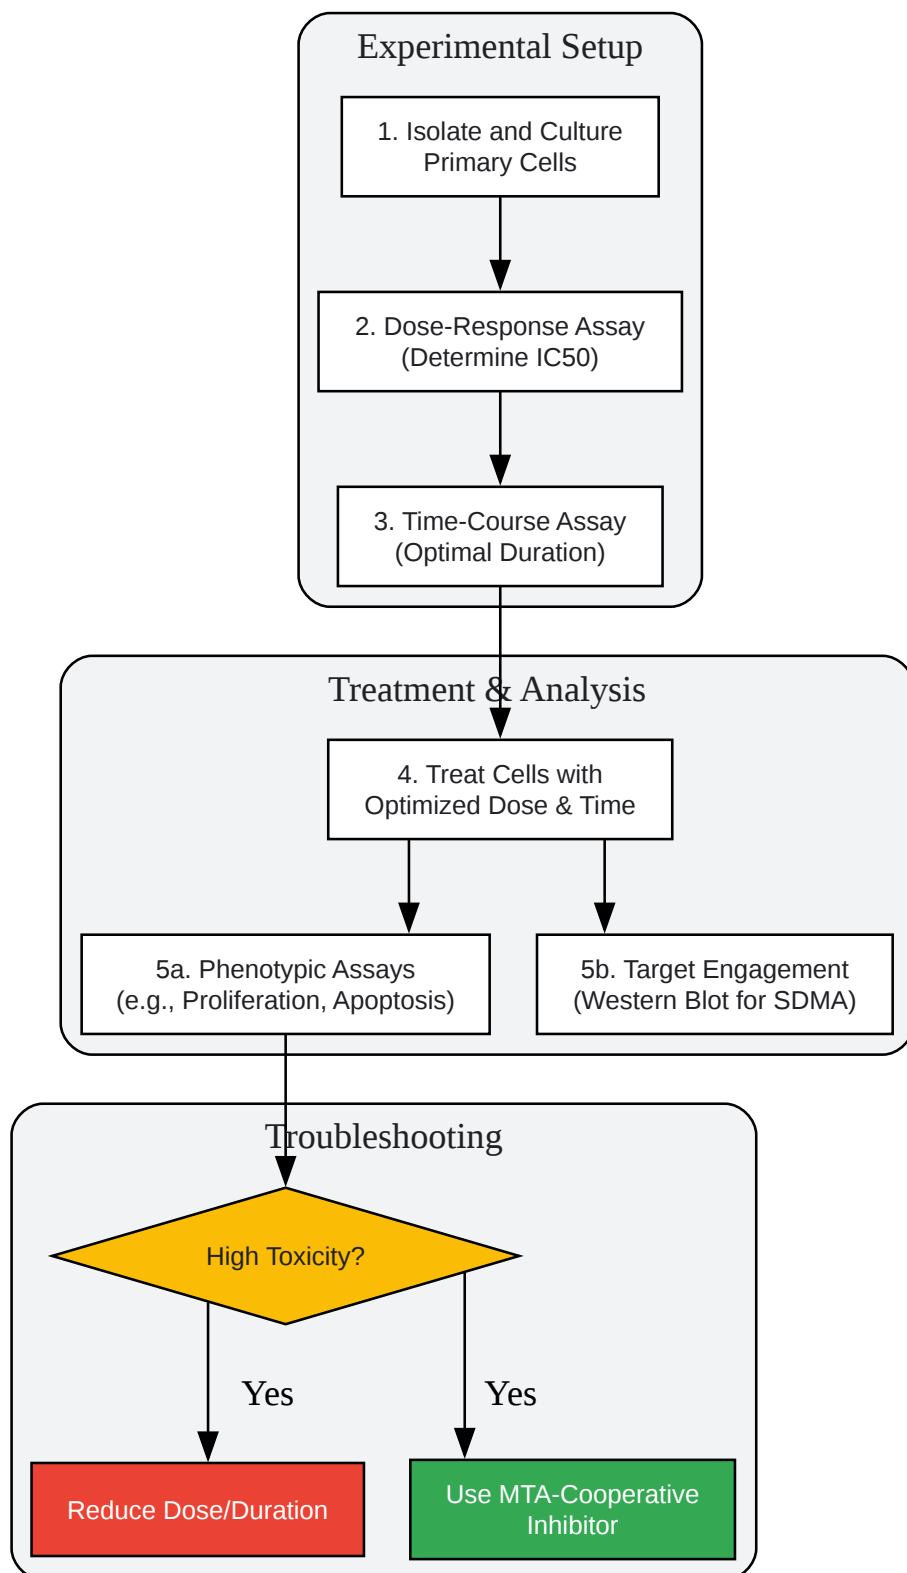 Experimental Setup
1. Isolate and Culture
Primary Cells
2. Dose-Response Assay
(Determine IC50)
3. Time-Course Assay
(Optimal Duration)
Treatment & Analysis
4. Treat Cells with
Optimized Dose & Time
5a. Phenotypic Assays
(e.g., Proliferation, Apoptosis)
5b. Target Engagement
(Western Blot for SDMA)
Troubleshooting
High Toxicity?
Yes
Yes
Reduce Dose/Duration
Use MTA-Cooperative
Inhibitor